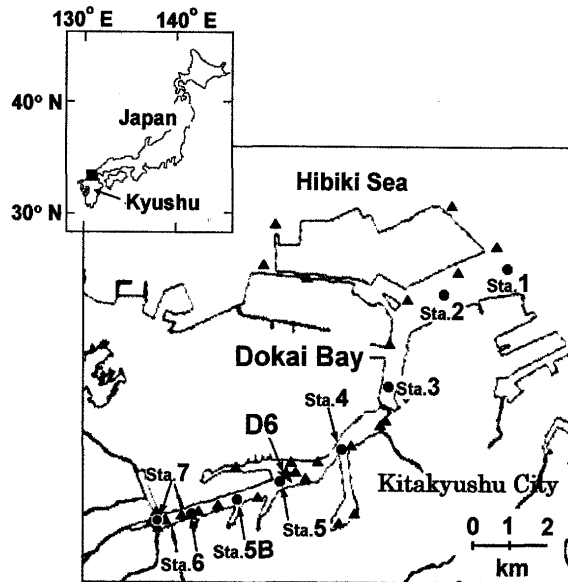 130° E 140° E
40° N
Japan
Kyushu
30° N
Hibiki Sea
Sta.1
Sta.2
Dokai Bay
Sta.3
Sta.4
D6
Sta.7
Kitakyushu City
Sta.5
Sta.5B
Sta.6
0 1 2
km